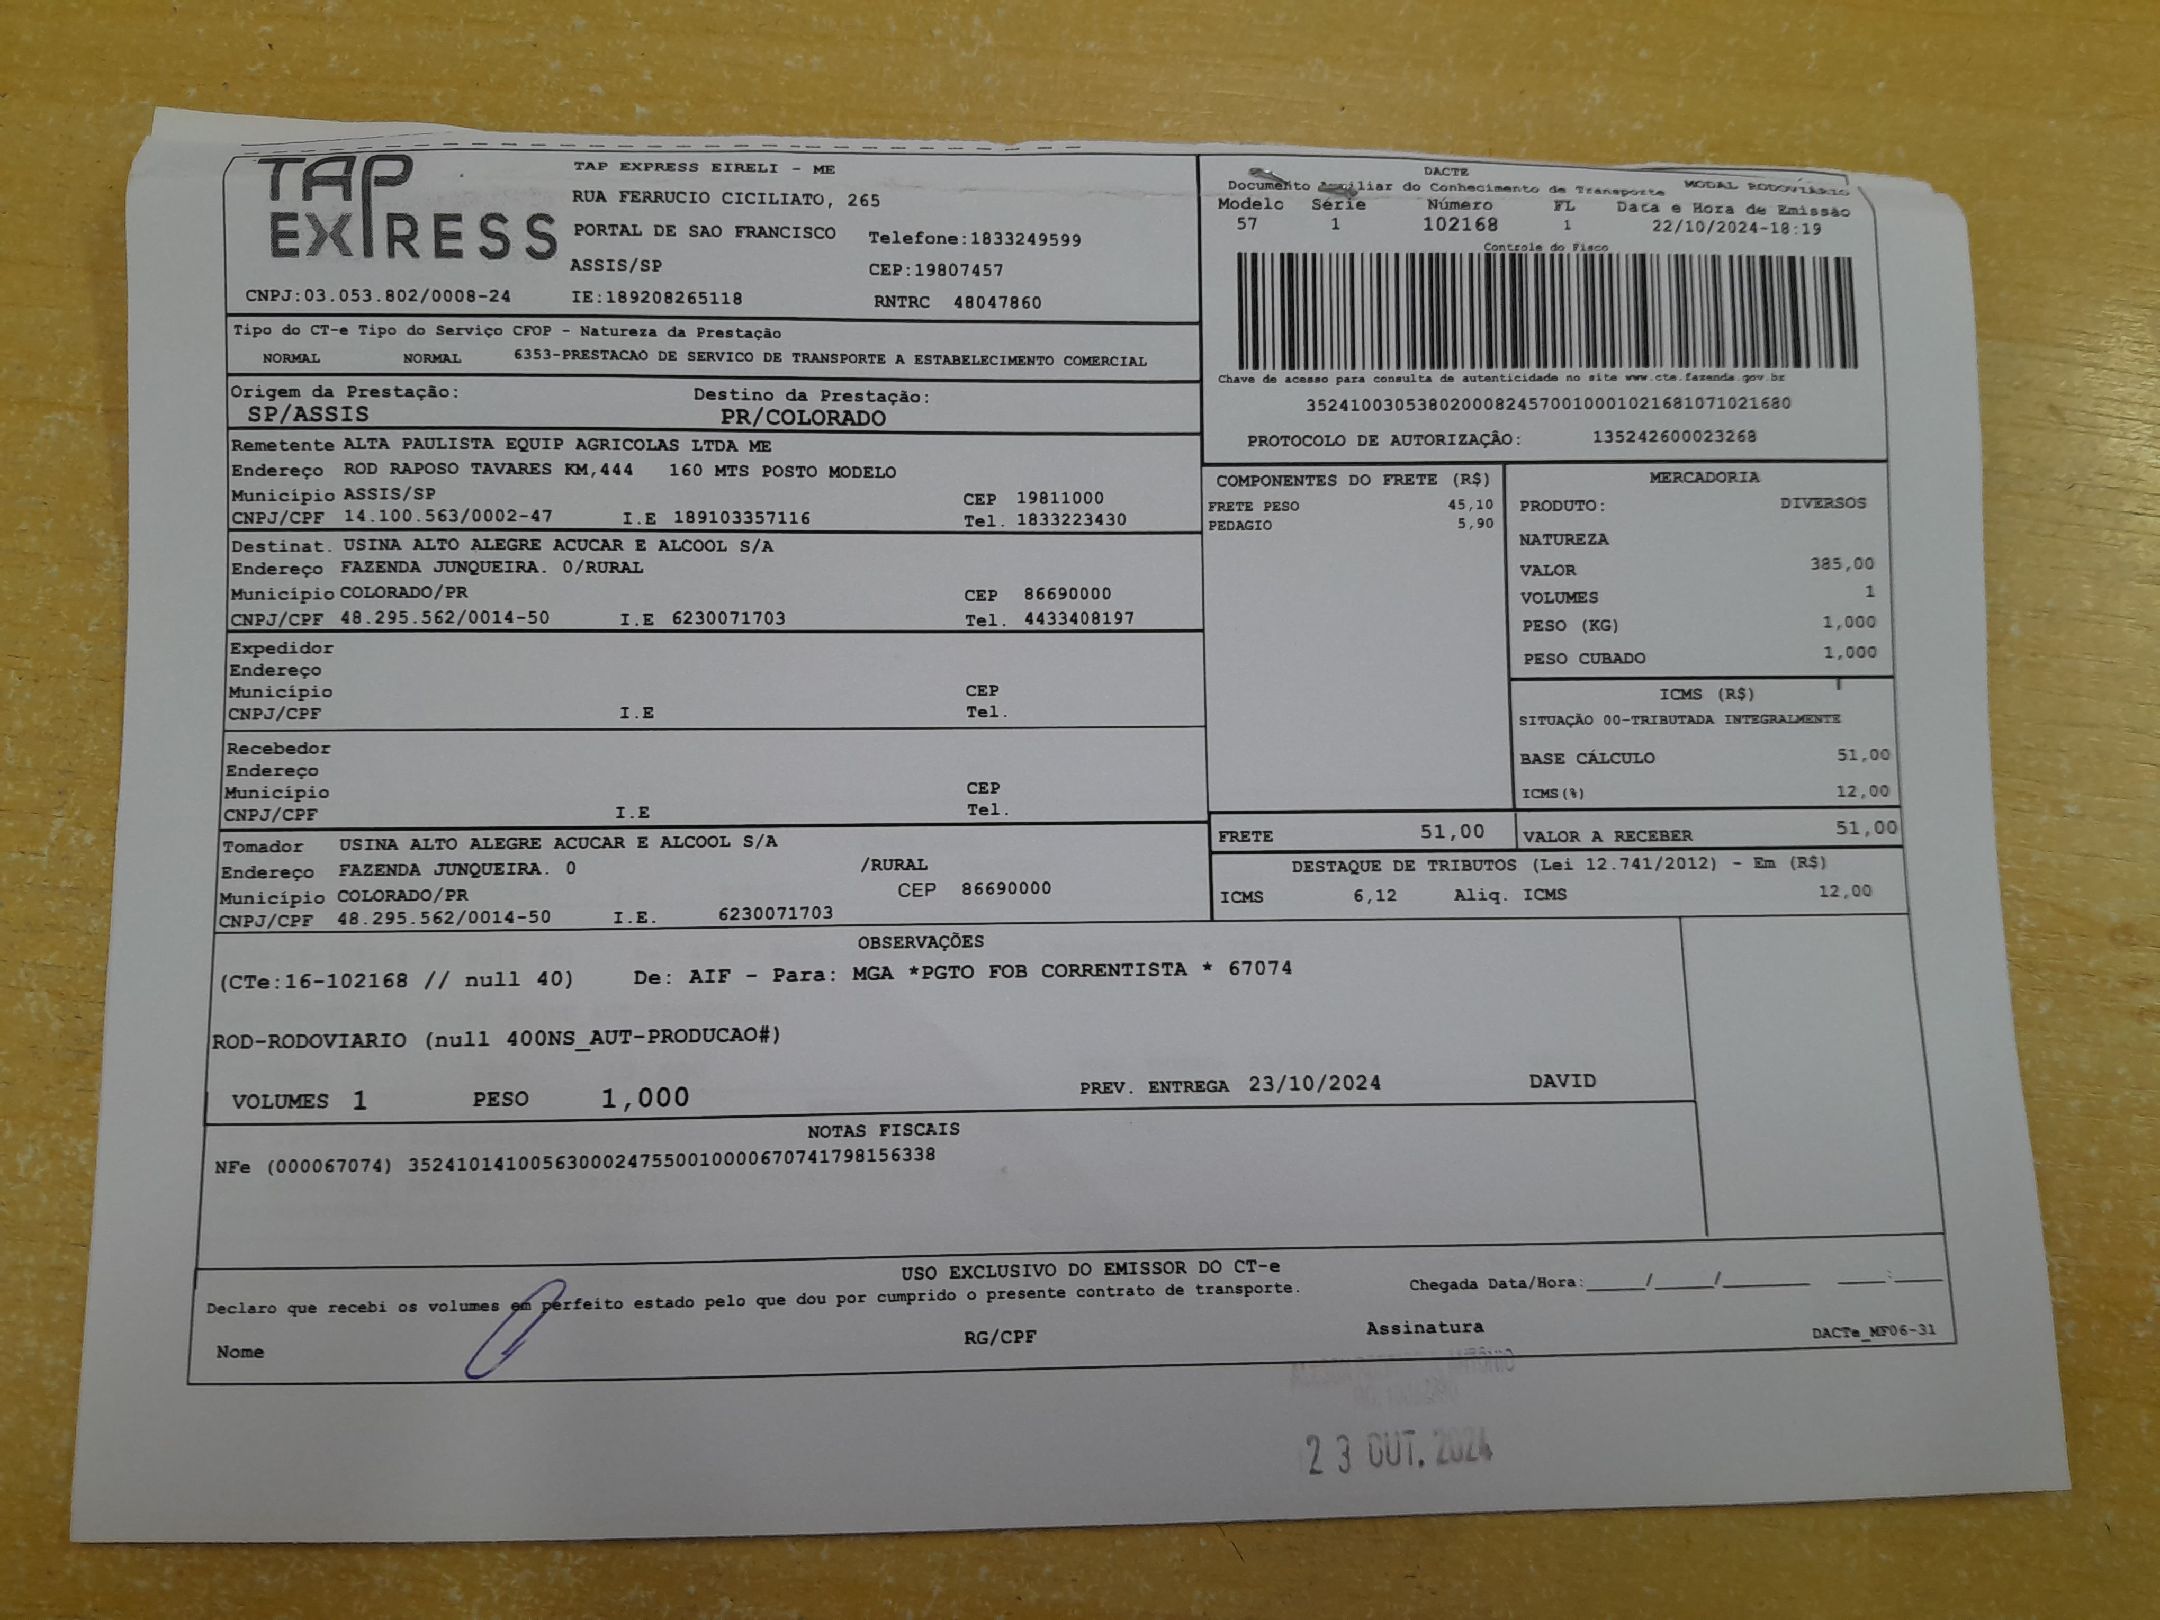 TAP
EXPRESS
TAP EXPRESS EIRELI - ME
RUA FERRUCIO CICILIATO, 265
PORTAL DE SAO FRANCISCO Telefone:1833249599
ASSIS/SP CEP:19807457
CNPJ:03.053.802/0008-24 IE:189208265118 RNTRC 48047860
DACTE
Documento Auxiliar do Conhecimento de Transporte MODAL RODOVIÁRIO
Modelo Série Número FL Data e Hora de Emissão
57 1 102168 1 22/10/2024-18:19
Controle do Fisco
Chave de acesso para consulta de autenticidade no site www.cte.fazenda.gov.br
35241003053802000824570010001021681071021680
PROTOCOLO DE AUTORIZAÇÃO: 135242600023268
Tipo do CT-e Tipo do Serviço CFOP - Natureza da Prestação
NORMAL NORMAL 6353-PRESTACAO DE SERVICO DE TRANSPORTE A ESTABELECIMENTO COMERCIAL
Origem da Prestação: Destino da Prestação:
SP/ASSIS PR/COLORADO
Remetente ALTA PAULISTA EQUIP AGRICOLAS LTDA ME
Endereço ROD RAPOSO TAVARES KM,444 160 MTS POSTO MODELO
Município ASSIS/SP CEP 19811000
CNPJ/CPF 14.100.563/0002-47 I.E 189103357116 Tel. 1833223430
Destinat. USINA ALTO ALEGRE ACUCAR E ALCOOL S/A
Endereço FAZENDA JUNQUEIRA. 0/RURAL
Município COLORADO/PR CEP 86690000
CNPJ/CPF 48.295.562/0014-50 I.E 6230071703 Tel. 4433408197
Expedidor
Endereço
Município CEP
CNPJ/CPF I.E Tel.
Recebedor
Endereço
Município CEP
CNPJ/CPF I.E Tel.
Tomador USINA ALTO ALEGRE ACUCAR E ALCOOL S/A
Endereço FAZENDA JUNQUEIRA. 0 /RURAL
Município COLORADO/PR CEP 86690000
CNPJ/CPF 48.295.562/0014-50 I.E. 6230071703
COMPONENTES DO FRETE (R$)
FRETE PESO 45,10
PEDAGIO 5,90
MERCADORIA
PRODUTO: DIVERSOS
NATUREZA
VALOR 385,00
VOLUMES 1
PESO (KG) 1,000
PESO CUBADO 1,000
ICMS (R$)
SITUAÇÃO 00-TRIBUTADA INTEGRALMENTE
BASE CÁLCULO 51,00
ICMS(%) 12,00
FRETE 51,00 VALOR A RECEBER 51,00
DESTAQUE DE TRIBUTOS (Lei 12.741/2012) - Em (R$)
ICMS 6,12 Aliq. ICMS 12,00
OBSERVAÇÕES
(CTe:16-102168 // null 40) De: AIF - Para: MGA *PGTO FOB CORRENTISTA * 67074
ROD-RODOVIARIO (null 400NS_AUT-PRODUCAO#)
VOLUMES 1 PESO 1,000 PREV. ENTREGA 23/10/2024 DAVID
NOTAS FISCAIS
NFe (000067074) 35241014100563000247550010000670741798156338
USO EXCLUSIVO DO EMISSOR DO CT-e
Declaro que recebi os volumes em perfeito estado pelo que dou por cumprido o presente contrato de transporte. Chegada Data/Hora:____/____/______ ___:___
Nome RG/CPF Assinatura DACTe_MF06-31
23 OUT. 2024